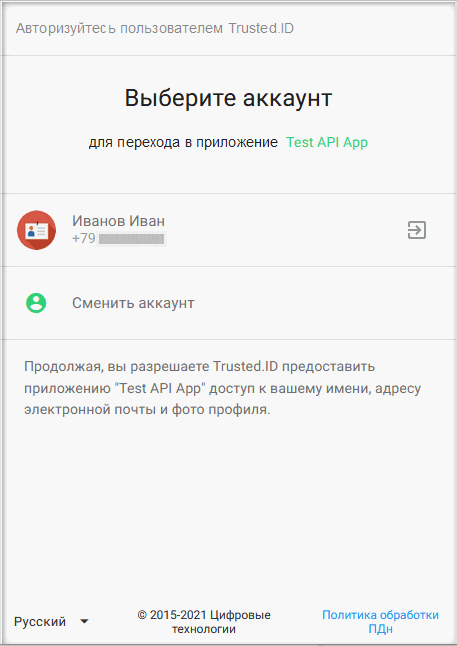 Авторизуйтесь пользователем Trusted.ID
Выберите аккаунт
для перехода в приложение Test API App
Иванов Иван
+79
Сменить аккаунт
Продолжая, вы разрешаете Trusted.ID предоставить
приложению "Test API App" доступ к вашему имени, адресу
электронной почты и фото профиля.
Русский
© 2015-2021 Цифровые
технологии
Политика обработки
ПДн